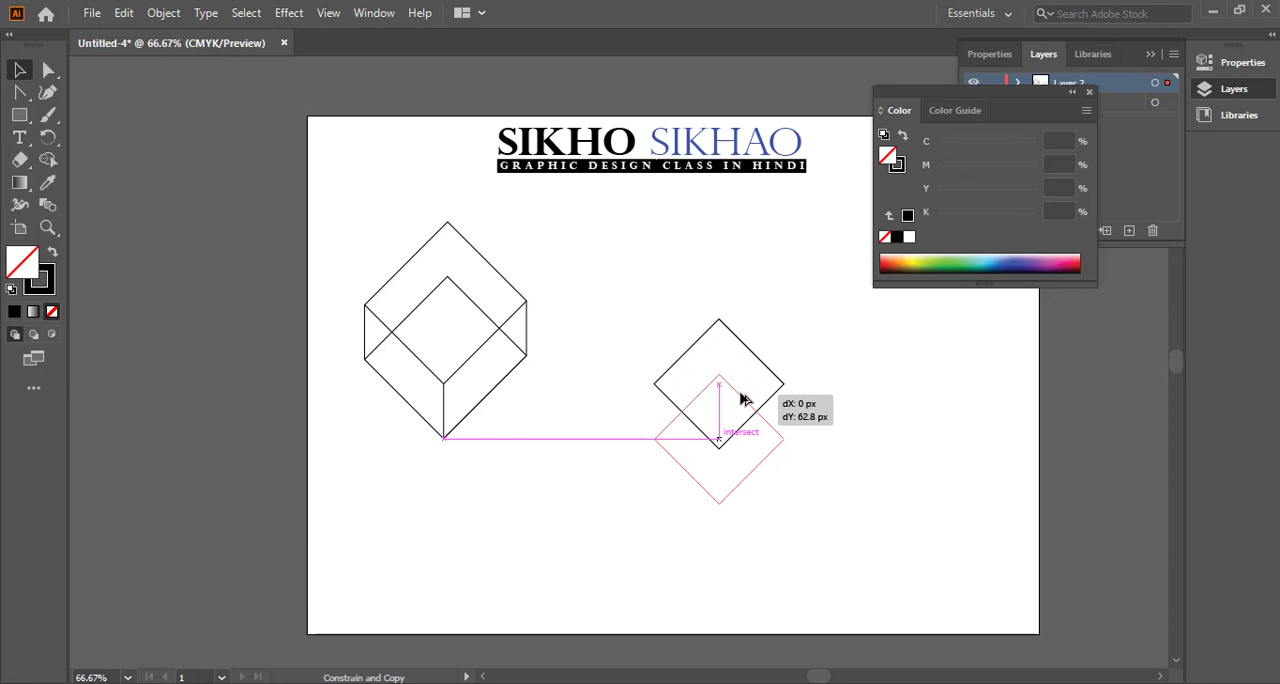 Ai File Edit Object Type Select Effect View Window Help Essentials Search Adobe Stock
Untitled-4* @ 66.67% (CMYK/Preview) ×
Properties Layers Libraries
Properties
Layers
Libraries
Color Color Guide
C %
M %
Y %
K %
SIKHO SIKHAO
GRAPHIC DESIGN CLASS IN HINDI
dX: 0 px
dY: 62.8 px
intersect
66.67% 1 Constrain and Copy